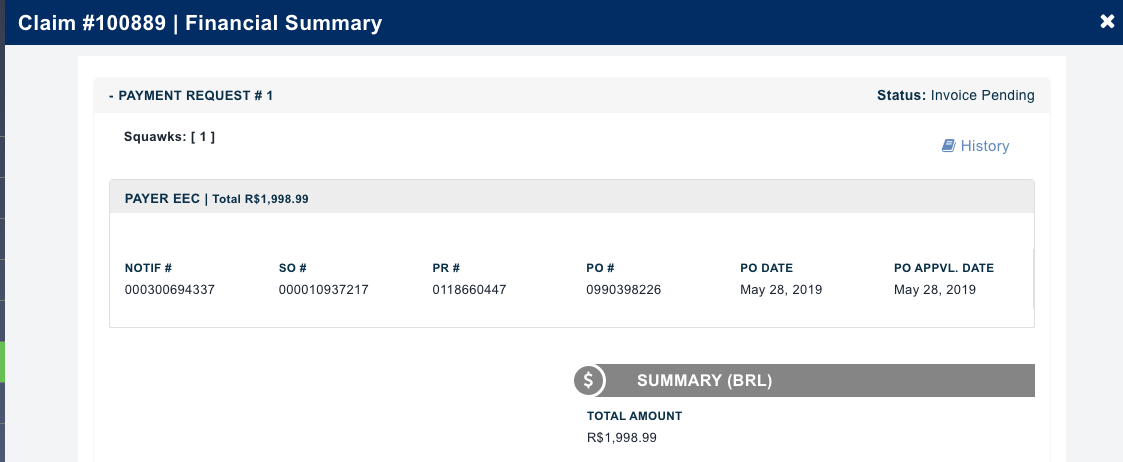 Claim #100889 | Financial Summary
- PAYMENT REQUEST # 1 Status: Invoice Pending
Squawks: [ 1 ]
History
PAYER EEC | Total R$1,998.99
NOTIF # SO # PR # PO # PO DATE PO APPVL. DATE
000300694337 000010937217 0118660447 0990398226 May 28, 2019 May 28, 2019
$ SUMMARY (BRL)
TOTAL AMOUNT
R$1,998.99